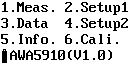 1.Meas. 2.Setup1
3.Data  4.Setup2
5.Info. 6.Cali.
AWA5910(V1.0)